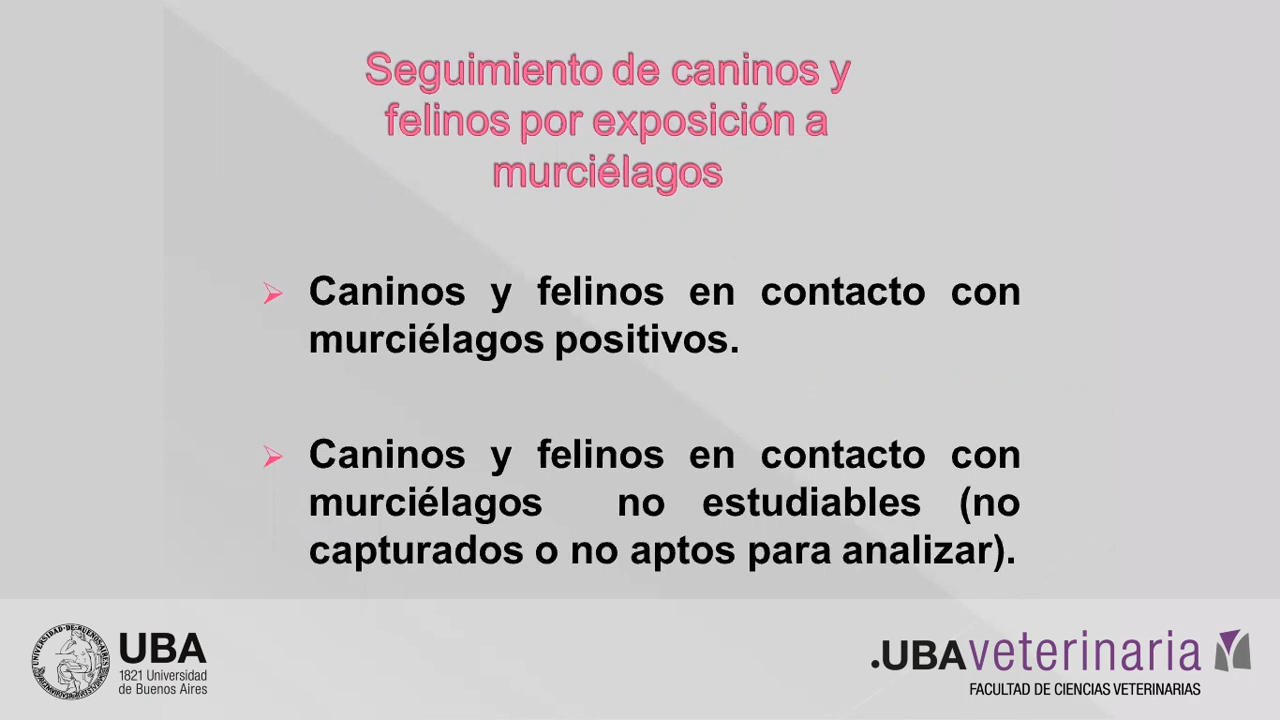 Seguimiento de caninos y
felinos por exposición a
murciélagos
Caninos y felinos en contacto con
murciélagos positivos.
Caninos y felinos en contacto con
murciélagos no estudiables (no
capturados o no aptos para analizar).
UBA
1821 Universidad
de Buenos Aires
.UBAveterinaria
FACULTAD DE CIENCIAS VETERINARIAS